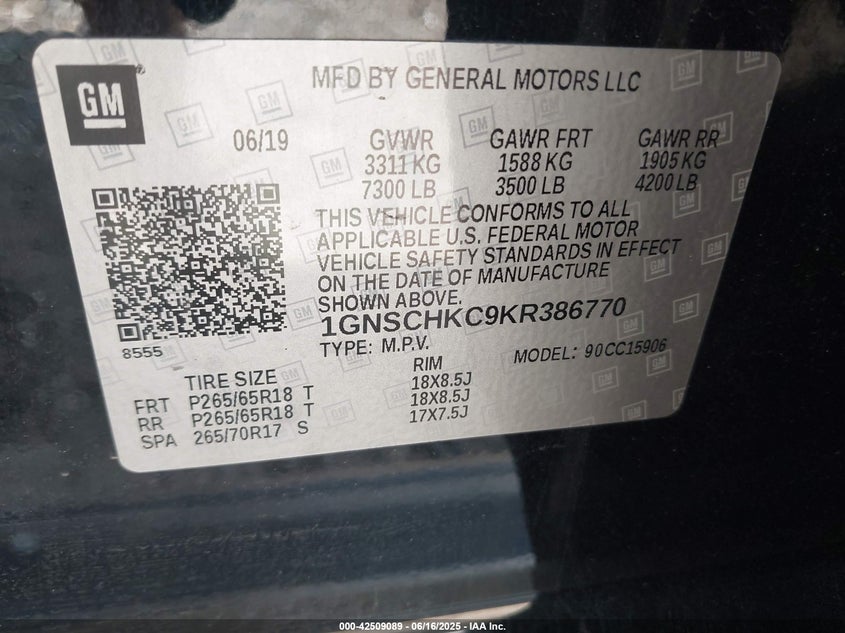 GM
MFD BY GENERAL MOTORS LLC
06/19 GVWR GAWR FRT GAWR RR
3311 KG 1588 KG 1905 KG
7300 LB 3500 LB 4200 LB
THIS VEHICLE CONFORMS TO ALL
APPLICABLE U.S. FEDERAL MOTOR
VEHICLE SAFETY STANDARDS IN EFFECT
ON THE DATE OF MANUFACTURE
SHOWN ABOVE.
1GNSCHKC9KR386770
8555
TYPE: M.P.V. MODEL: 90CC15906
TIRE SIZE RIM
FRT P265/65R18 T 18X8.5J
RR P265/65R18 T 18X8.5J
SPA 265/70R17 S 17X7.5J
000-42509089 - 06/16/2025 - IAA Inc.